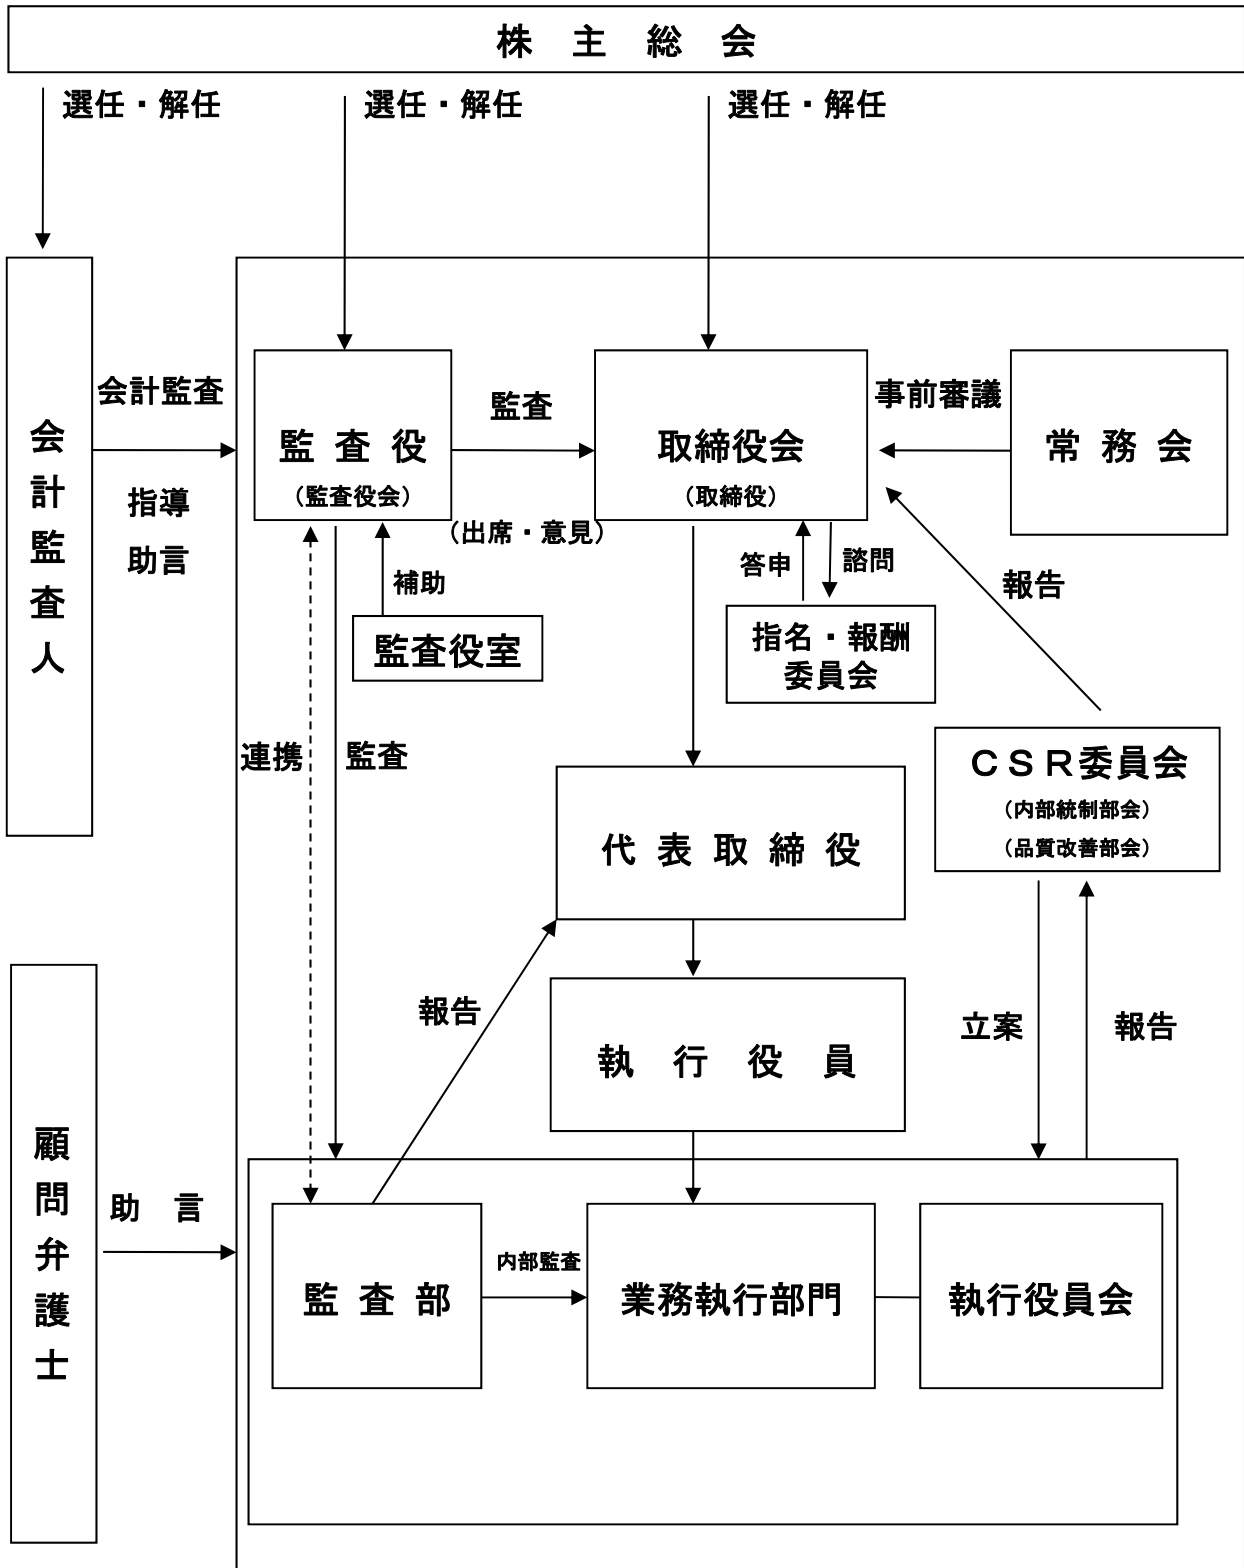 株　主　総　会
選任・解任
選任・解任
選任・解任
会計監査人
会計監査
指導
助言
監　査　役
（監査役会）
監査
（出席・意見）
取締役会
（取締役）
事前審議
常　務　会
補助
監査役室
答申
諮問
指名・報酬
委員会
報告
連携
監査
ＣＳＲ委員会
（内部統制部会）
（品質改善部会）
代　表　取　締　役
報告
執　行　役　員
立案
報告
顧問弁護士
助　言
監　査　部
内部監査
業務執行部門
執行役員会